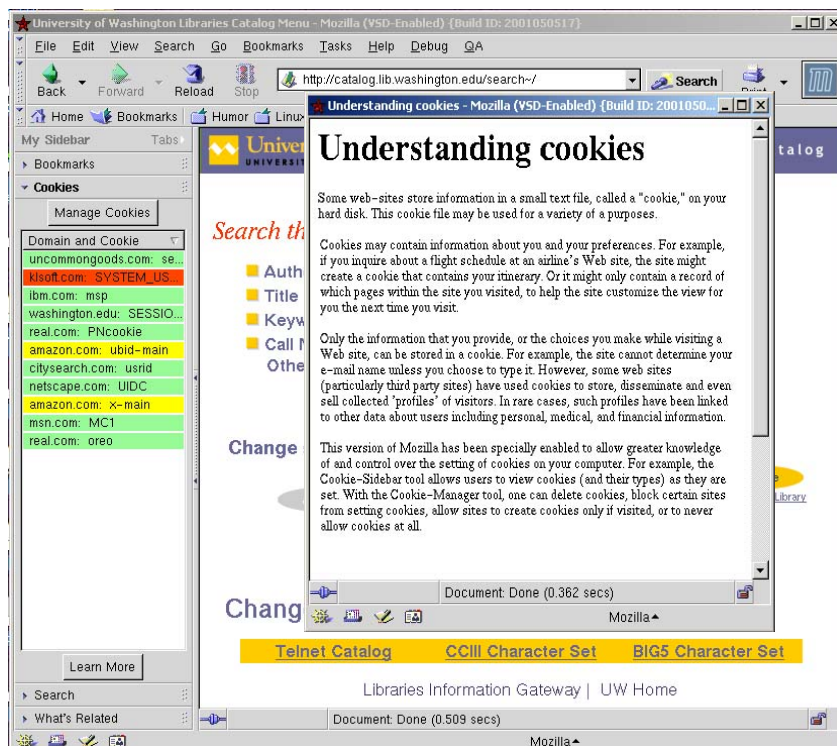 University of Washington Libraries Catalog Menu - Mozilla (VSD-Enabled) {Build ID: 2001050517}
File Edit View Search Go Bookmarks Tasks Help Debug QA
Back Forward Reload Stop http://catalog.lib.washington.edu/search~/ Search Print
Home Bookmarks Humor Linux
My Sidebar Tabs
Bookmarks
Cookies
Manage Cookies
Domain and Cookie
uncommongoods.com: se...
klsoft.com: SYSTEM_US...
ibm.com: msp
washington.edu: SESSIO...
real.com: PNcookie
amazon.com: ubid-main
citysearch.com: usrid
netscape.com: UIDC
amazon.com: x-main
msn.com: MC1
real.com: oreo
Learn More
Search
What's Related
Univer
UNIVERSIT
talog
Search th
Autho
Title
Keyw
Call N
Othe
Change
Library
Chang
Telnet Catalog CCIII Character Set BIG5 Character Set
Libraries Information Gateway | UW Home
Document: Done (0.509 secs)
Mozilla
Understanding cookies - Mozilla (VSD-Enabled) {Build ID: 2001050...
Understanding cookies
Some web-sites store information in a small text file, called a "cookie," on your
hard disk. This cookie file may be used for a variety of a purposes.
Cookies may contain information about you and your preferences. For example,
if you inquire about a flight schedule at an airline's Web site, the site might
create a cookie that contains your itinerary. Or it might only contain a record of
which pages within the site you visited, to help the site customize the view for
you the next time you visit.
Only the information that you provide, or the choices you make while visiting a
Web site, can be stored in a cookie. For example, the site cannot determine your
e-mail name unless you choose to type it. However, some web sites
(particularly third party sites) have used cookies to store, disseminate and even
sell collected 'profiles' of visitors. In rare cases, such profiles have been linked
to other data about users including personal, medical, and financial information.
This version of Mozilla has been specially enabled to allow greater knowledge
of and control over the setting of cookies on your computer. For example, the
Cookie-Sidebar tool allows users to view cookies (and their types) as they are
set. With the Cookie-Manager tool, one can delete cookies, block certain sites
from setting cookies, allow sites to create cookies only if visited, or to never
allow cookies at all.
Document: Done (0.362 secs)
Mozilla